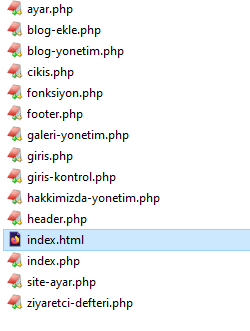 ayar.php
blog-ekle.php
blog-yonetim.php
cikis.php
fonksiyon.php
footer.php
galeri-yonetim.php
giris.php
giris-kontrol.php
hakkimizda-yonetim.php
header.php
index.html
index.php
site-ayar.php
ziyaretci-defteri.php